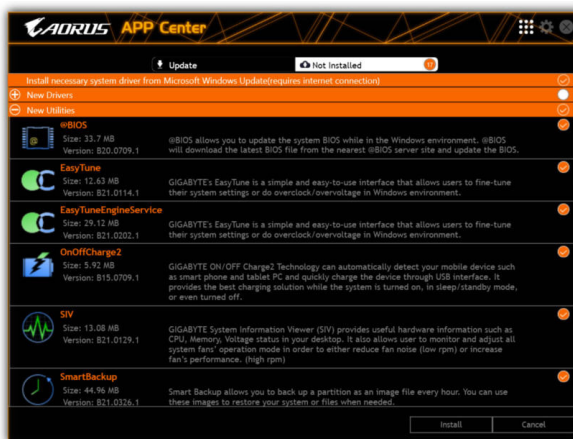 AORUS APP Center
Update
Not Installed 17
Install necessary system driver from Microsoft Windows Update(requires internet connection)
New Drivers
New Utilities
@BIOS
Size: 33.7 MB
Version: B20.0709.1
@BIOS allows you to update the system BIOS while in the Windows environment. @BIOS
will download the latest BIOS file from the nearest @BIOS server site and update the BIOS.
EasyTune
Size: 12.63 MB
Version: B21.0114.1
GIGABYTE's EasyTune is a simple and easy-to-use interface that allows users to fine-tune
their system settings or do overclock/overvoltage in Windows environment.
EasyTuneEngineService
Size: 29.12 MB
Version: B21.0202.1
GIGABYTE's EasyTune is a simple and easy-to-use interface that allows users to fine-tune
their system settings or do overclock/overvoltage in Windows environment.
OnOffCharge2
Size: 5.92 MB
Version: B15.0709.1
GIGABYTE ON/OFF Charge2 Technology can automatically detect your mobile device such
as smart phone and tablet PC and quickly charge the device through USB interface. It
provides the best charging solution while the system is turned on, in sleep/standby mode,
or even turned off.
SIV
Size: 13.08 MB
Version: B21.0129.1
GIGABYTE System Information Viewer (SIV) provides useful hardware information such as
CPU, Memory, Voltage status in your desktop. It also allows user to monitor and adjust all
system fans' operation mode in order to either reduce fan noise (low rpm) or increase
fan's performance. (high rpm)
SmartBackup
Size: 44.96 MB
Version: B21.0326.1
Smart Backup allows you to back up a partition as an image file every hour. You can use
these images to restore your system or files when needed.
Install
Cancel